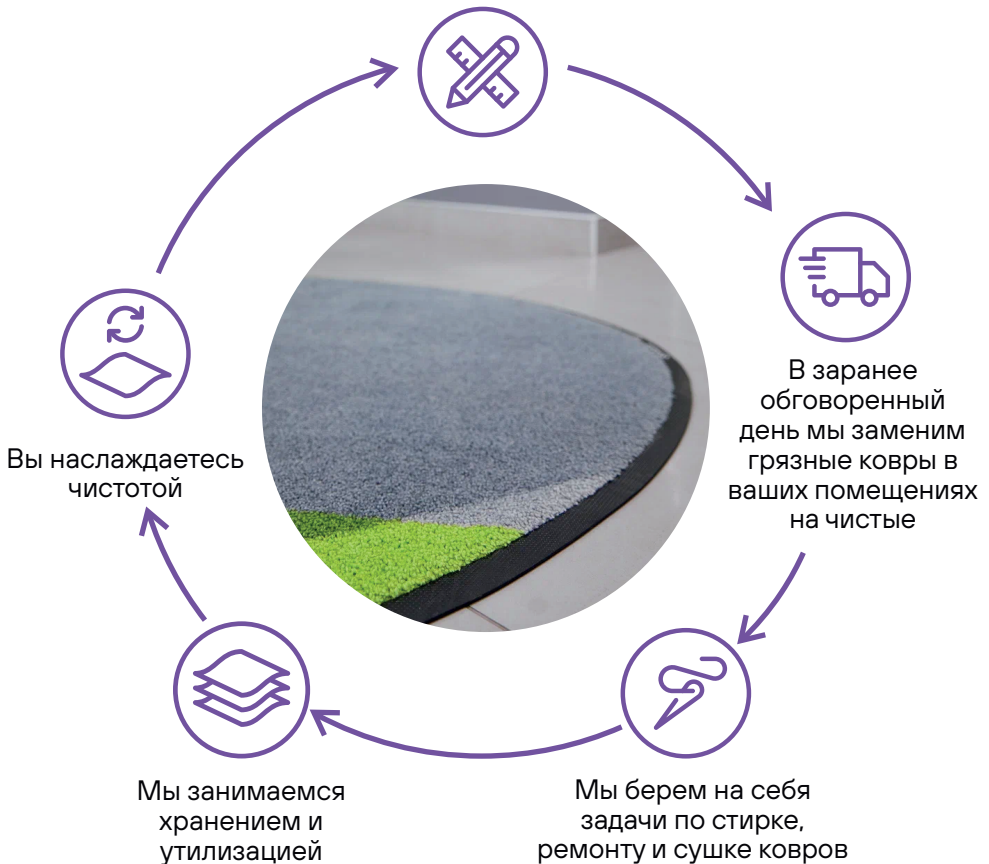 В заранее
обговоренный
день мы заменим
грязные ковры в
ваших помещениях
на чистые
Мы берем на себя
задачи по стирке,
ремонту и сушке ковров
Мы занимаемся
хранением и
утилизацией
Вы наслаждаетесь
чистотой